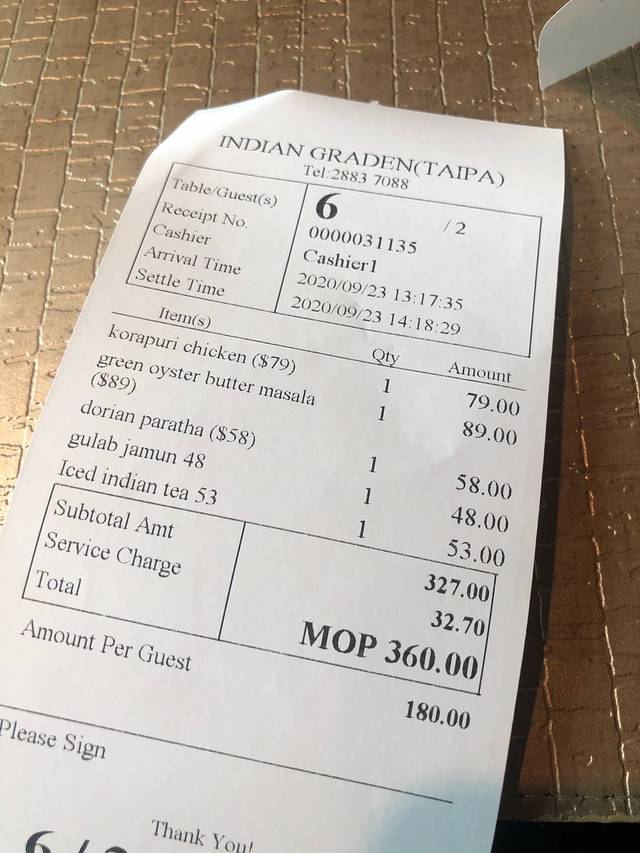 INDIAN GRADEN(TAIPA)
Tel:2883 7088
Table/Guest(s) 6 / 2
Receipt No. 0000031135
Cashier Cashier1
Arrival Time 2020/09/23 13:17:35
Settle Time 2020/09/23 14:18:29
Item(s) Qty Amount
korapuri chicken ($79) 1 79.00
green oyster butter masala 1 89.00
($89)
dorian paratha ($58) 1 58.00
gulab jamun 48 1 48.00
Iced indian tea 53 1 53.00
Subtotal Amt 327.00
Service Charge 32.70
Total MOP 360.00
Amount Per Guest 180.00
Please Sign
Thank You!
6 / 2